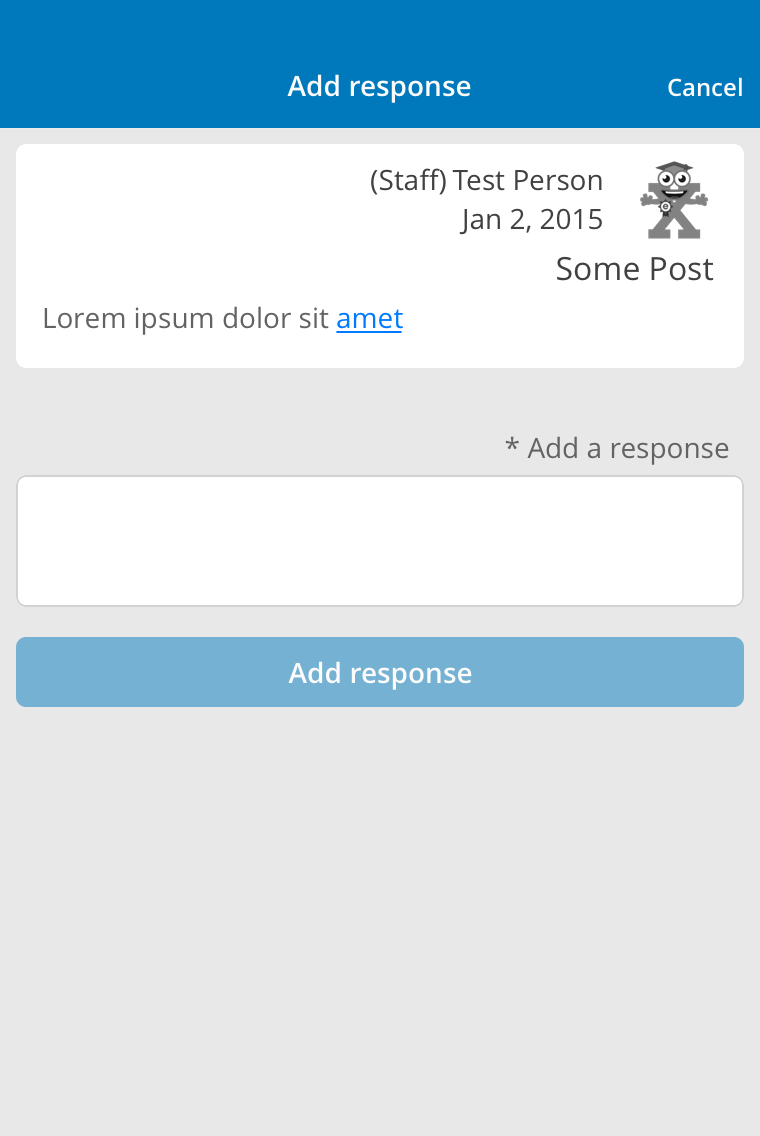 Add response
Cancel
(Staff) Test Person
Jan 2, 2015
Some Post
Lorem ipsum dolor sit amet
* Add a response
Add response